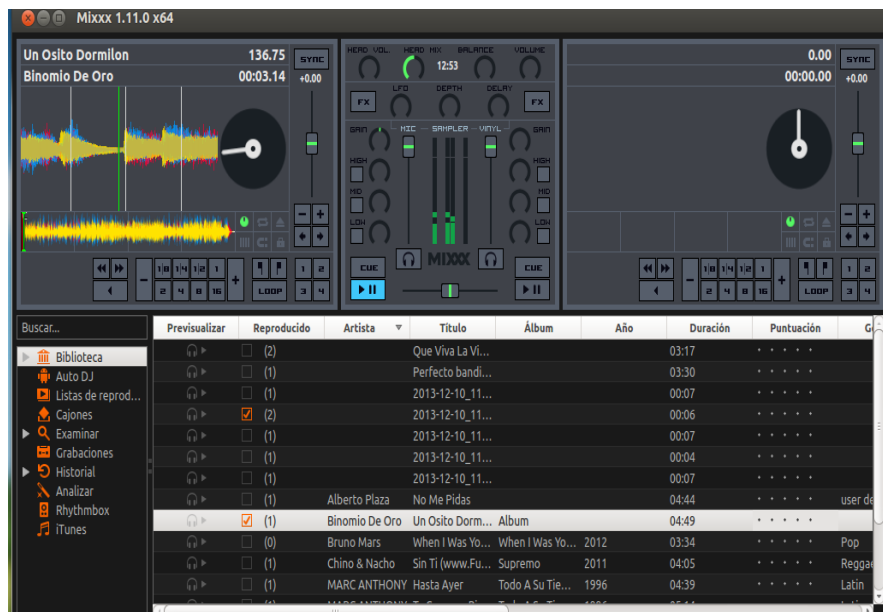 Mixxx 1.11.0 x64
Un Osito Dormilon 136.75
Binomio De Oro 00:03.14
SYNC
+0.00
HEAD VOL. HEAD MIX BALANCE VOLUME
12:53
LFO DEPTH DELAY
FX FX
GAIN MIC SAMPLER VINYL GAIN
HIGH HIGH
MID MID
LOW LOW
MIXXX
CUE CUE
0.00
00:00.00
SYNC
+0.00
1/8 1/4 1/2 1
2 4 8 16
LOOP
1 2
3 4
1/8 1/4 1/2 1
2 4 8 16
LOOP
1 2
3 4
Buscar...
Biblioteca
Auto DJ
Listas de reprod...
Cajones
Examinar
Grabaciones
Historial
Analizar
Rhythmbox
iTunes
Previsualizar Reproducido Artista Título Álbum Año Duración Puntuación
(2) Que Viva La Vi... 03:17
(1) Perfecto bandi... 03:30
(1) 2013-12-10_11... 00:07
(2) 2013-12-10_11... 00:06
(1) 2013-12-10_11... 00:07
(1) 2013-12-10_11... 00:04
(1) 2013-12-10_11... 00:07
(1) Alberto Plaza No Me Pidas 04:44 user de
(1) Binomio De Oro Un Osito Dorm... Album 04:49
(0) Bruno Mars When I Was Yo... When I Was Yo... 2012 03:34 Pop
(1) Chino & Nacho Sin Ti (www.Fu... Supremo 2011 04:05 Reggae
(1) MARC ANTHONY Hasta Ayer Todo A Su Tie... 1996 04:39 Latin